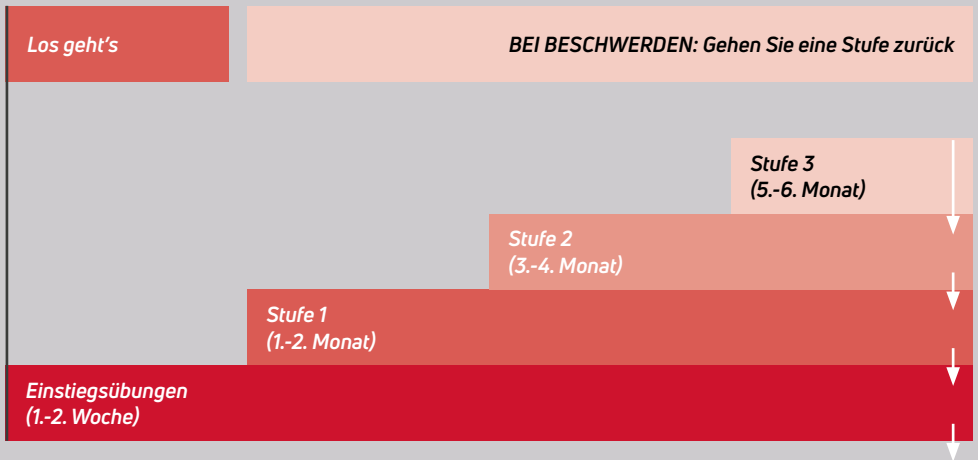 Los geht's
BEI BESCHWERDEN: Gehen Sie eine Stufe zurück
Stufe 3
(5.-6. Monat)
Stufe 2
(3.-4. Monat)
Stufe 1
(1.-2. Monat)
Einstiegsübungen
(1.-2. Woche)